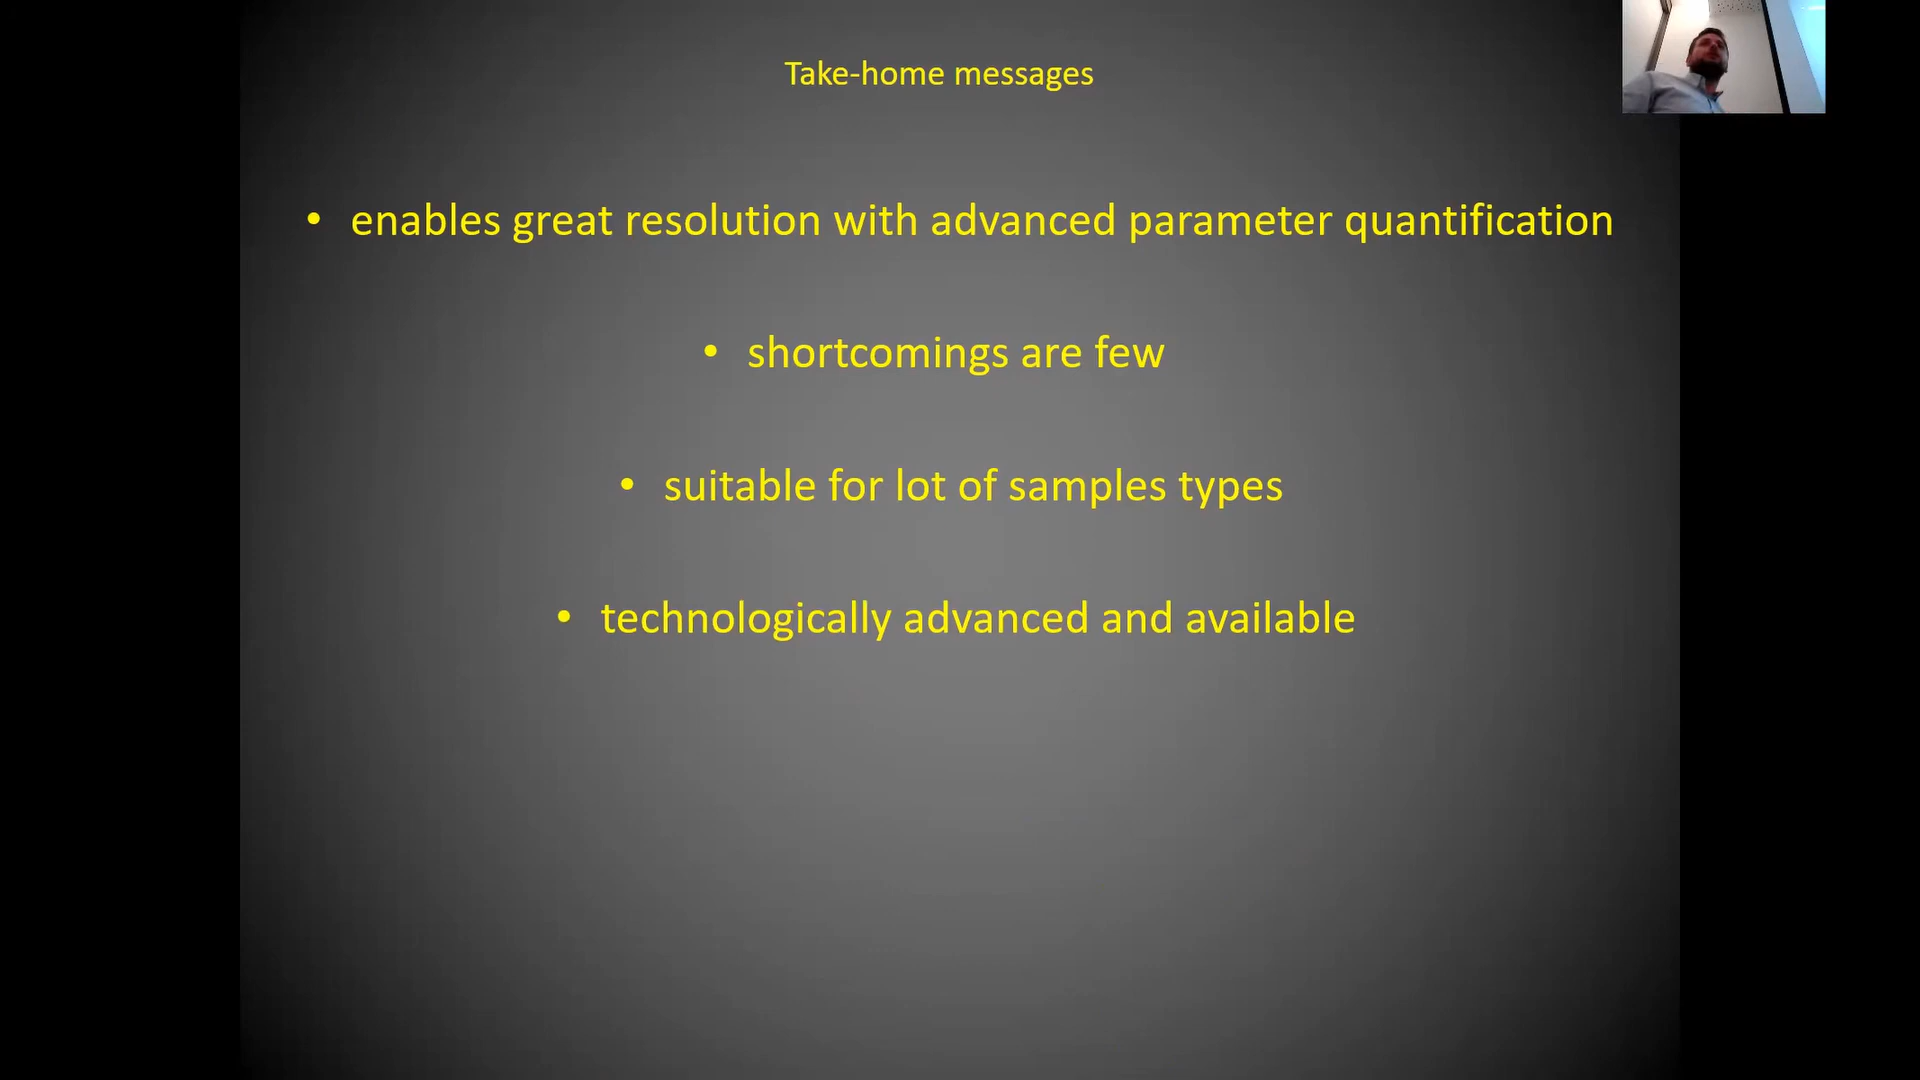 Take-home messages
• enables great resolution with advanced parameter quantification
• shortcomings are few
• suitable for lot of samples types
• technologically advanced and available